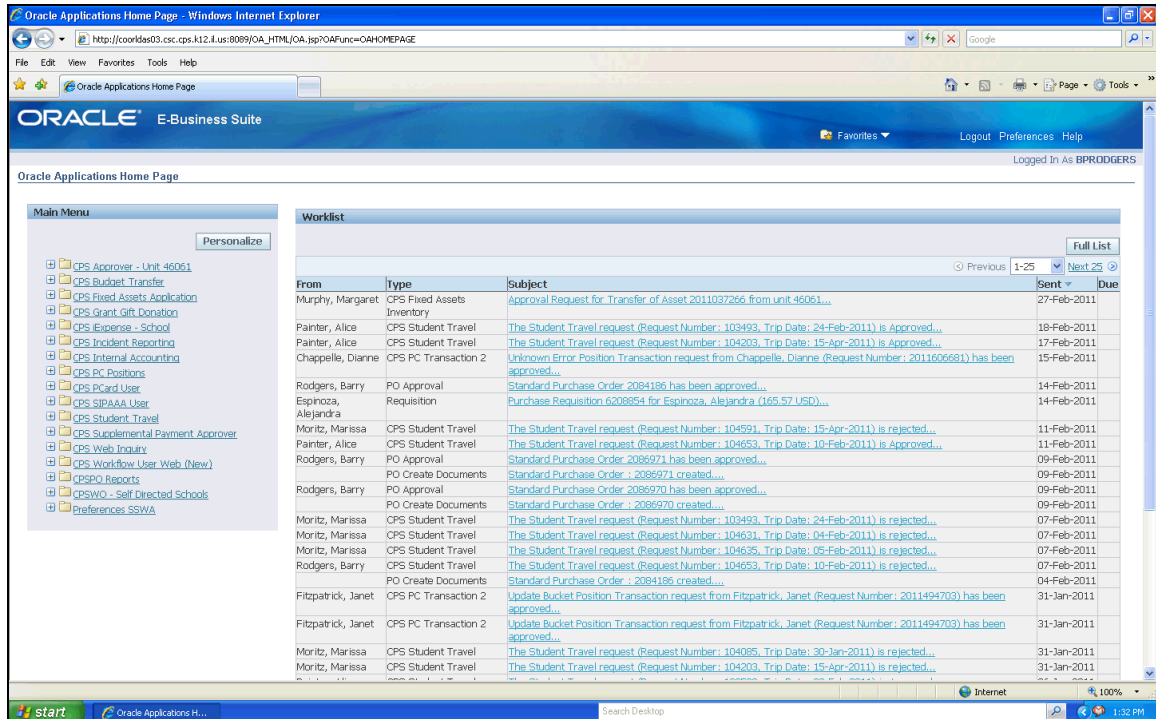 Oracle Applications Home Page - Windows Internet Explorer
http://coorldas03.csc.cps.k12.il.us:8089/OA_HTML/OA.jsp?OAFunc=OAHOMEPAGE
Google
File Edit View Favorites Tools Help
Oracle Applications Home Page
Page Tools
ORACLE E-Business Suite
Favorites Logout Preferences Help
Logged In As BPRODGERS
Oracle Applications Home Page
Main Menu
Personalize
CPS Approver - Unit 46061
CPS Budget Transfer
CPS Fixed Assets Application
CPS Grant Gift Donation
CPS iExpense - School
CPS Incident Reporting
CPS Internal Accounting
CPS PC Positions
CPS PCard User
CPS SIPAAA User
CPS Student Travel
CPS Supplemental Payment Approver
CPS Web Inquiry
CPS Workflow User Web (New)
CPSPO Reports
CPSWO - Self Directed Schools
Preferences SSWA
Worklist
Full List
Previous 1-25 Next 25
From Type Subject Sent Due
Murphy, Margaret CPS Fixed Assets Approval Request for Transfer of Asset 2011037266 from unit 46061... 27-Feb-2011
Inventory
Painter, Alice CPS Student Travel The Student Travel request (Request Number: 103493, Trip Date: 24-Feb-2011) is Approved... 18-Feb-2011
Painter, Alice CPS Student Travel The Student Travel request (Request Number: 104203, Trip Date: 15-Apr-2011) is Approved... 17-Feb-2011
Chappelle, Dianne CPS PC Transaction 2 Unknown Error Position Transaction request from Chappelle, Dianne (Request Number: 2011606681) has been 15-Feb-2011
approved...
Rodgers, Barry PO Approval Standard Purchase Order 2084186 has been approved... 14-Feb-2011
Espinoza, Requisition Purchase Requisition 6208854 for Espinoza, Alejandra (165.57 USD)... 14-Feb-2011
Alejandra
Moritz, Marissa CPS Student Travel The Student Travel request (Request Number: 104591, Trip Date: 15-Apr-2011) is rejected... 11-Feb-2011
Painter, Alice CPS Student Travel The Student Travel request (Request Number: 104653, Trip Date: 10-Feb-2011) is Approved... 11-Feb-2011
Rodgers, Barry PO Approval Standard Purchase Order 2086971 has been approved... 09-Feb-2011
PO Create Documents Standard Purchase Order : 2086971 created.... 09-Feb-2011
Rodgers, Barry PO Approval Standard Purchase Order 2086970 has been approved... 09-Feb-2011
PO Create Documents Standard Purchase Order : 2086970 created.... 09-Feb-2011
Moritz, Marissa CPS Student Travel The Student Travel request (Request Number: 103493, Trip Date: 24-Feb-2011) is rejected... 07-Feb-2011
Moritz, Marissa CPS Student Travel The Student Travel request (Request Number: 104631, Trip Date: 04-Feb-2011) is rejected... 07-Feb-2011
Moritz, Marissa CPS Student Travel The Student Travel request (Request Number: 104635, Trip Date: 05-Feb-2011) is rejected... 07-Feb-2011
Rodgers, Barry CPS Student Travel The Student Travel request (Request Number: 104653, Trip Date: 10-Feb-2011) is rejected... 07-Feb-2011
PO Create Documents Standard Purchase Order : 2084186 created.... 04-Feb-2011
Fitzpatrick, Janet CPS PC Transaction 2 Update Bucket Position Transaction request from Fitzpatrick, Janet (Request Number: 2011494703) has been 31-Jan-2011
approved...
Fitzpatrick, Janet CPS PC Transaction 2 Update Bucket Position Transaction request from Fitzpatrick, Janet (Request Number: 2011494703) has been 31-Jan-2011
approved...
Moritz, Marissa CPS Student Travel The Student Travel request (Request Number: 104085, Trip Date: 30-Jan-2011) is rejected... 31-Jan-2011
Moritz, Marissa CPS Student Travel The Student Travel request (Request Number: 104203, Trip Date: 15-Apr-2011) is rejected... 31-Jan-2011
Internet 100%
start Oracle Applications H... Search Desktop 1:32 PM